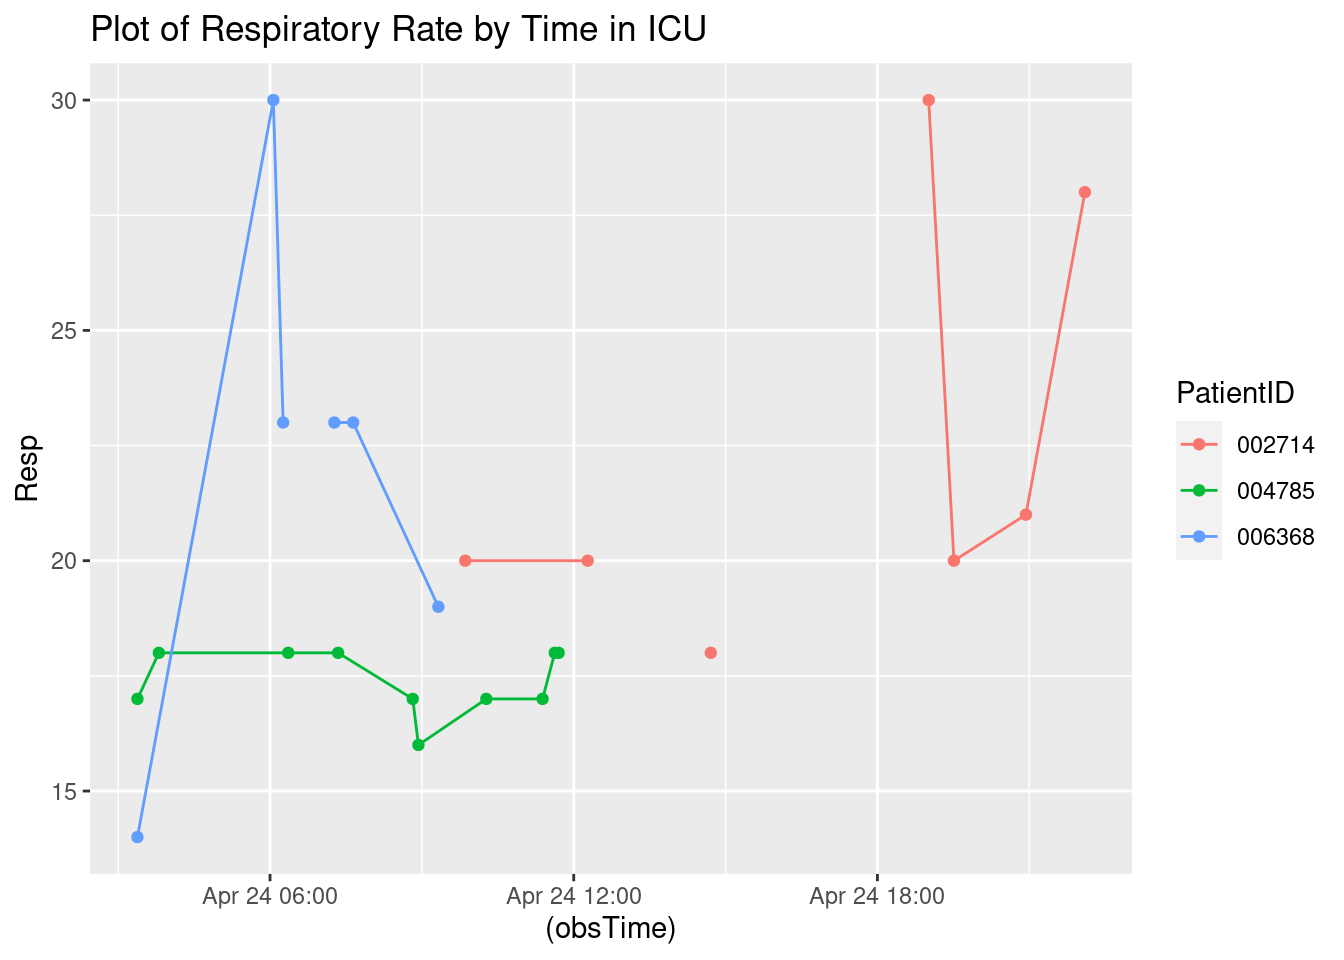 Plot of Respiratory Rate by Time in ICU
30
25
20
15
Resp
Apr 24 06:00
Apr 24 12:00
Apr 24 18:00
(obsTime)
PatientID
002714
004785
006368